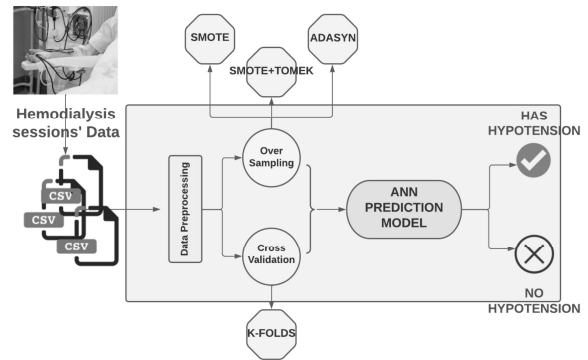 SMOTE
ADASYN
SMOTE+TOMEK
Hemodialysis
sessions' Data
HAS
HYPOTENSION
CSV
CSV
CSV
Data Preprocessing
Over
Sampling
Cross
Validation
ANN
PREDICTION
MODEL
NO
HYPOTENSION
K-FOLDS